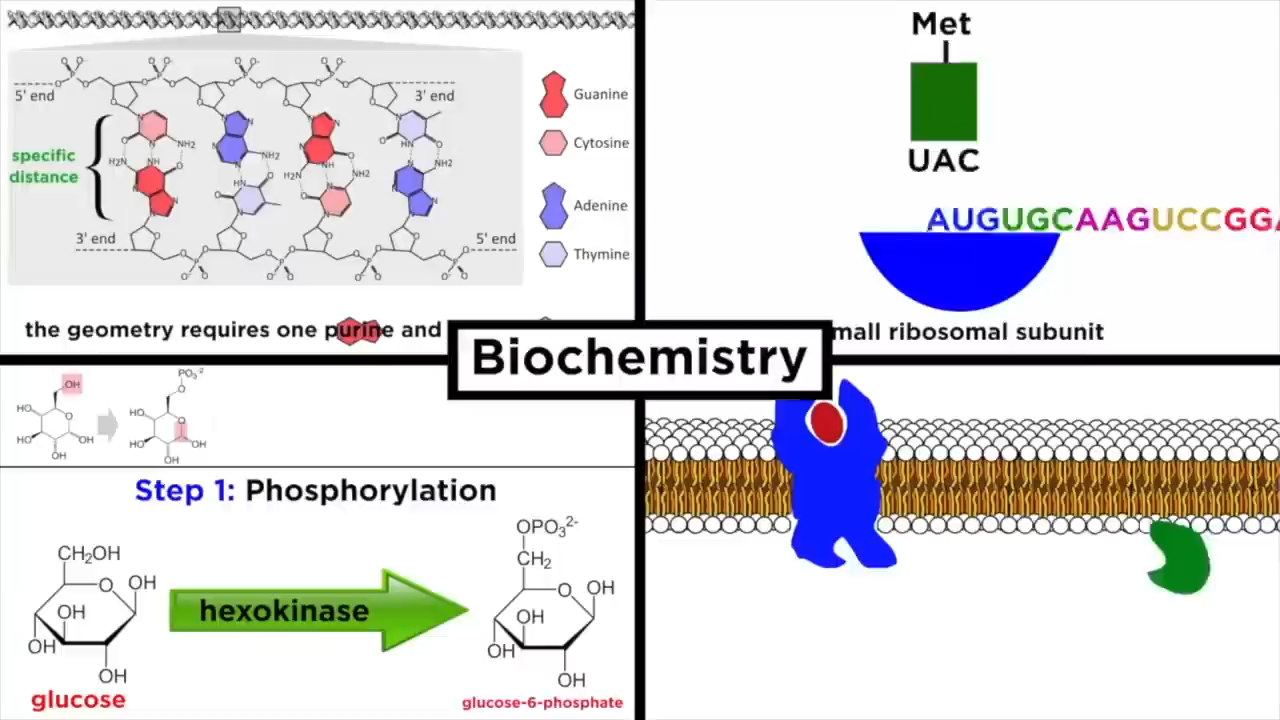 5' end
3' end
specific
distance
3' end
5' end
Guanine
Cytosine
Adenine
Thymine
the geometry requires one purine and
Met
UAC
AUGUGCAAGUCCGG
mall ribosomal subunit
Biochemistry
Step 1: Phosphorylation
CH₂OH
O
OH
OH
OH
OH
glucose
hexokinase
OPO₃²⁻
CH₂
O
OH
OH
OH
OH
glucose-6-phosphate